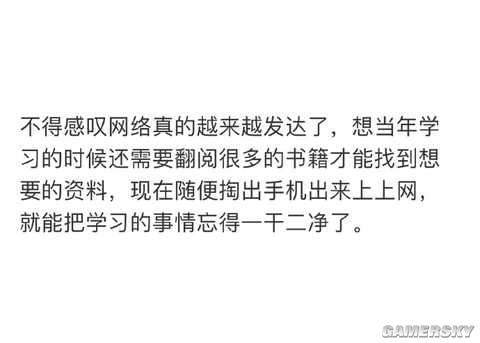 不得感叹网络真的越来越发达了，想当年学
习的时候还需要翻阅很多的书籍才能找到想
要的资料，现在随便掏出手机出来上上网，
就能把学习的事情忘得一干二净了。
GAMERSKY